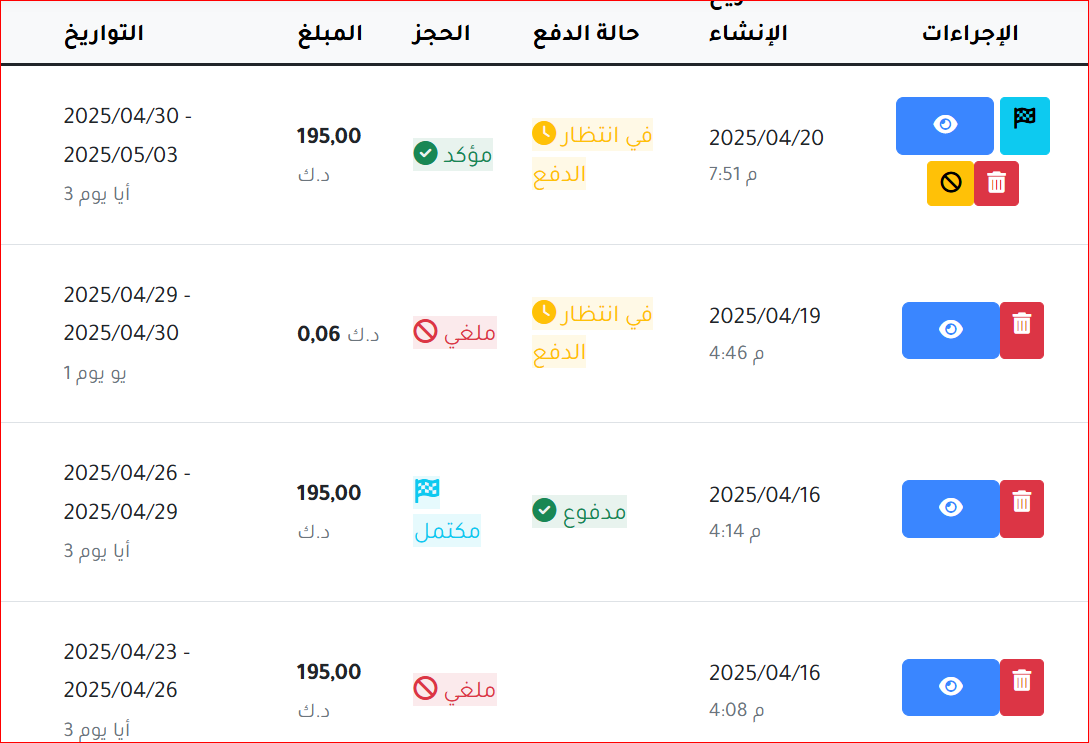 التواريخ المبلغ الحجز حالة الدفع الإنشاء الإجراءات
2025/04/30 -
2025/05/03
3 أيا يوم
195,00
د.ك
مؤكد
في انتظار
الدفع
2025/04/20
7:51 م
2025/04/29 -
2025/04/30
1 يو يوم
0,06 د.ك
ملغي
في انتظار
الدفع
2025/04/19
4:46 م
2025/04/26 -
2025/04/29
3 أيا يوم
195,00
د.ك
مكتمل
مدفوع
2025/04/16
4:14 م
2025/04/23 -
2025/04/26
3 أيا يوم
195,00
د.ك
ملغي
2025/04/16
4:08 م